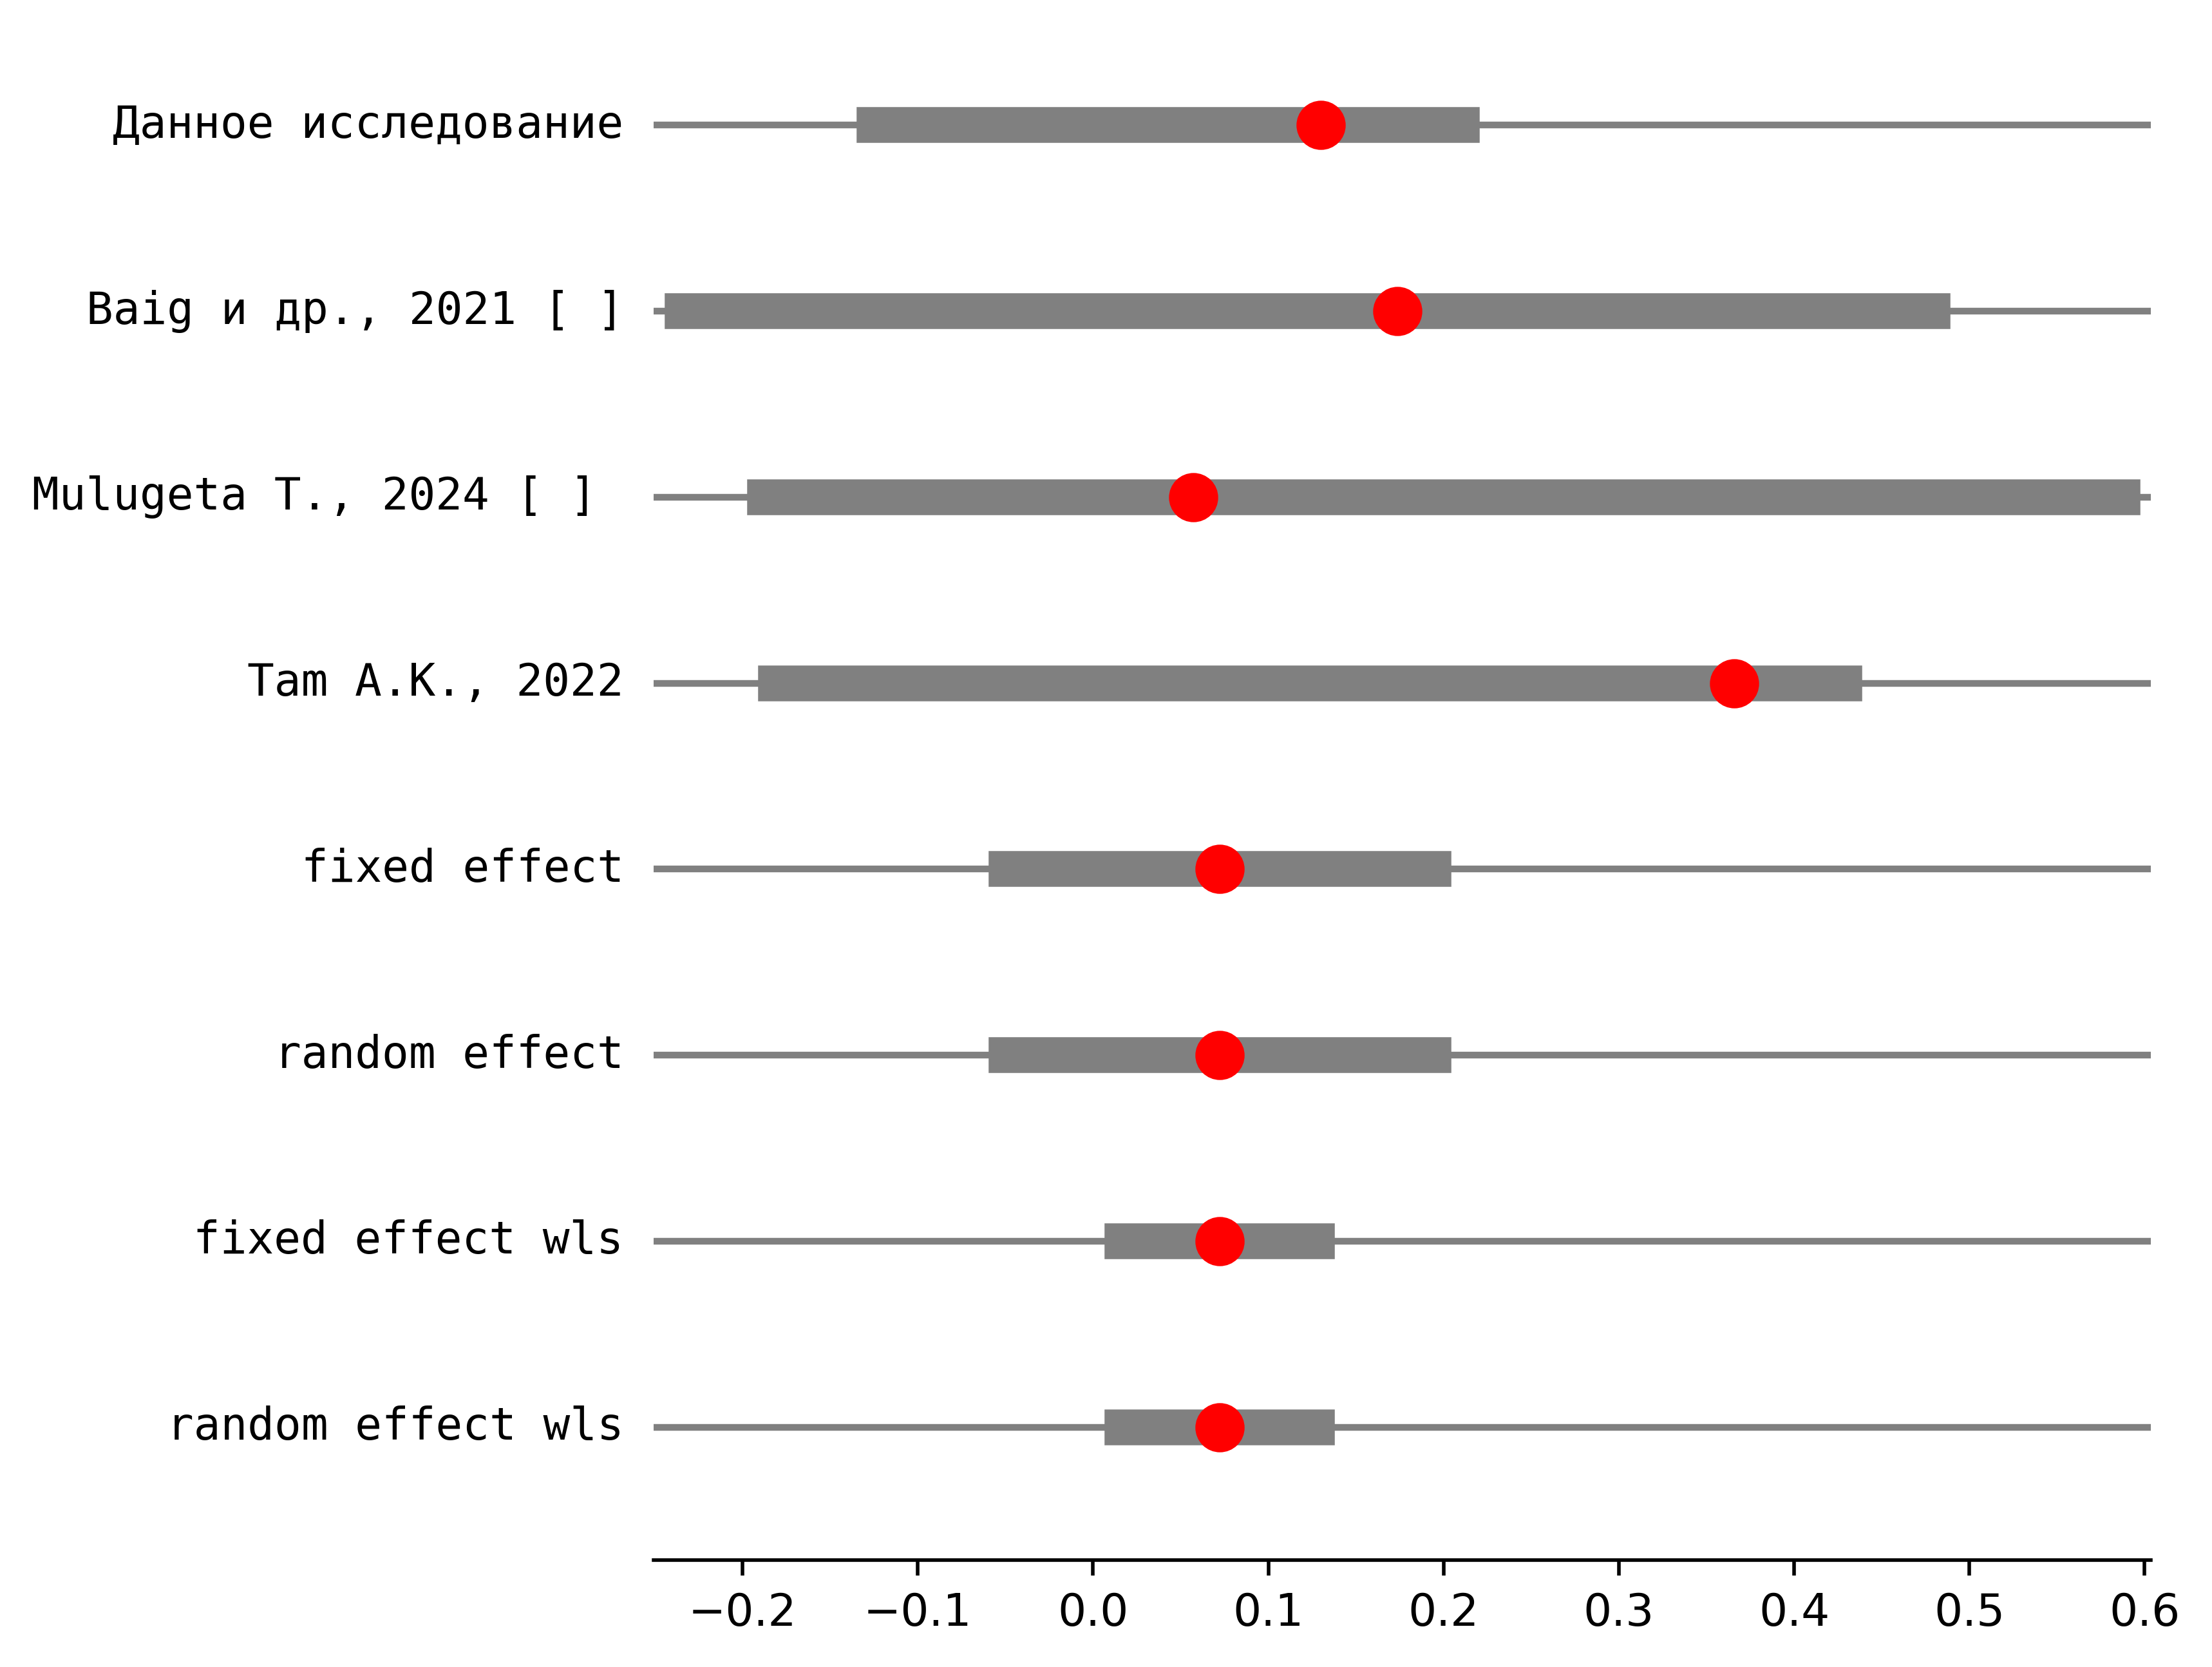 Данное исследование
Baig и др., 2021 [ ]
Mulugeta T., 2024 [ ]
Tam A.K., 2022
fixed effect
random effect
fixed effect wls
random effect wls
−0.2 −0.1 0.0 0.1 0.2 0.3 0.4 0.5 0.6